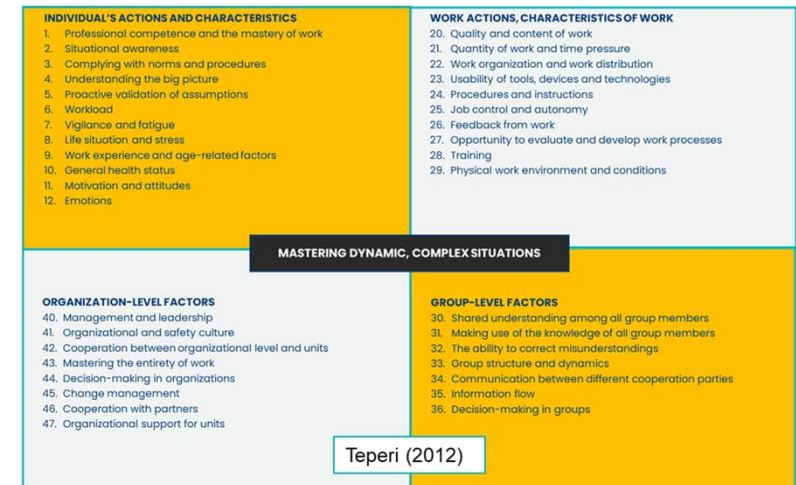 INDIVIDUAL'S ACTIONS AND CHARACTERISTICS
1. Professional competence and the mastery of work
2. Situational awareness
3. Complying with norms and procedures
4. Understanding the big picture
5. Proactive validation of assumptions
6. Workload
7. Vigilance and fatigue
8. Life situation and stress
9. Work experience and age-related factors
10. General health status
11. Motivation and attitudes
12. Emotions
WORK ACTIONS, CHARACTERISTICS OF WORK
20. Quality and content of work
21. Quantity of work and time pressure
22. Work organization and work distribution
23. Usability of tools, devices and technologies
24. Procedures and instructions
25. Job control and autonomy
26. Feedback from work
27. Opportunity to evaluate and develop work processes
28. Training
29. Physical work environment and conditions
MASTERING DYNAMIC, COMPLEX SITUATIONS
ORGANIZATION-LEVEL FACTORS
40. Management and leadership
41. Organizational and safety culture
42. Cooperation between organizational level and units
43. Mastering the entirety of work
44. Decision-making in organizations
45. Change management
46. Cooperation with partners
47. Organizational support for units
GROUP-LEVEL FACTORS
30. Shared understanding among all group members
31. Making use of the knowledge of all group members
32. The ability to correct misunderstandings
33. Group structure and dynamics
34. Communication between different cooperation parties
35. Information flow
36. Decision-making in groups
Teperi (2012)